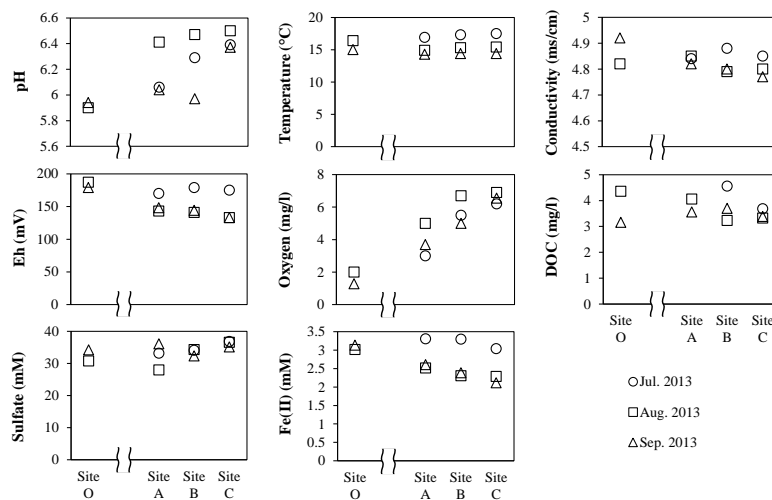 6.6
6.4
6.2
6
5.8
5.6
pH
20
15
10
5
0
Temperature (°C)
5
4.9
4.8
4.7
4.6
4.5
Conductivity (ms/cm)
200
150
100
50
0
Eh (mV)
8
6
4
2
0
Oxygen (mg/l)
5
4
3
2
1
0
DOC (mg/l)
Site Site Site Site
O A B C
40
30
20
10
0
Sulfate
(mM)
Site Site Site Site
O A B C
3.5
3
2.5
2
1.5
1
0.5
0
Fe(II) (mM)
Site Site Site Site
O A B C
Jul. 2013
Aug. 2013
Sep. 2013